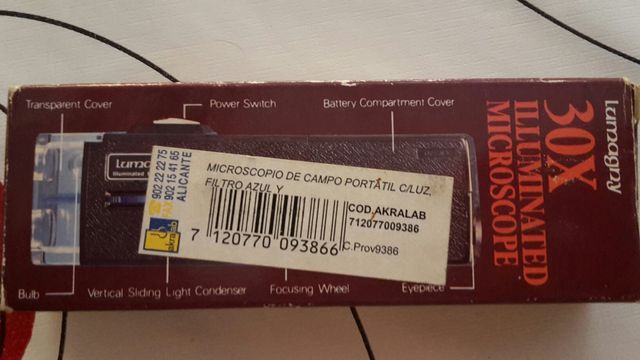 Transparent Cover
Power Switch
Battery Compartment Cover
Lumagny
30X
ILLUMINATED
MICROSCOPE
902 22 22 75
FAX 902 15 41 65
ALICANTE
akralab
MICROSCOPIO DE CAMPO PORTÁTIL C/LUZ,
FILTRO AZUL Y
COD.AKRALAB
712077009386
C.Prov9386
7 120770 093866
Bulb
Vertical Sliding Light Condenser
Focusing Wheel
Eyepiece